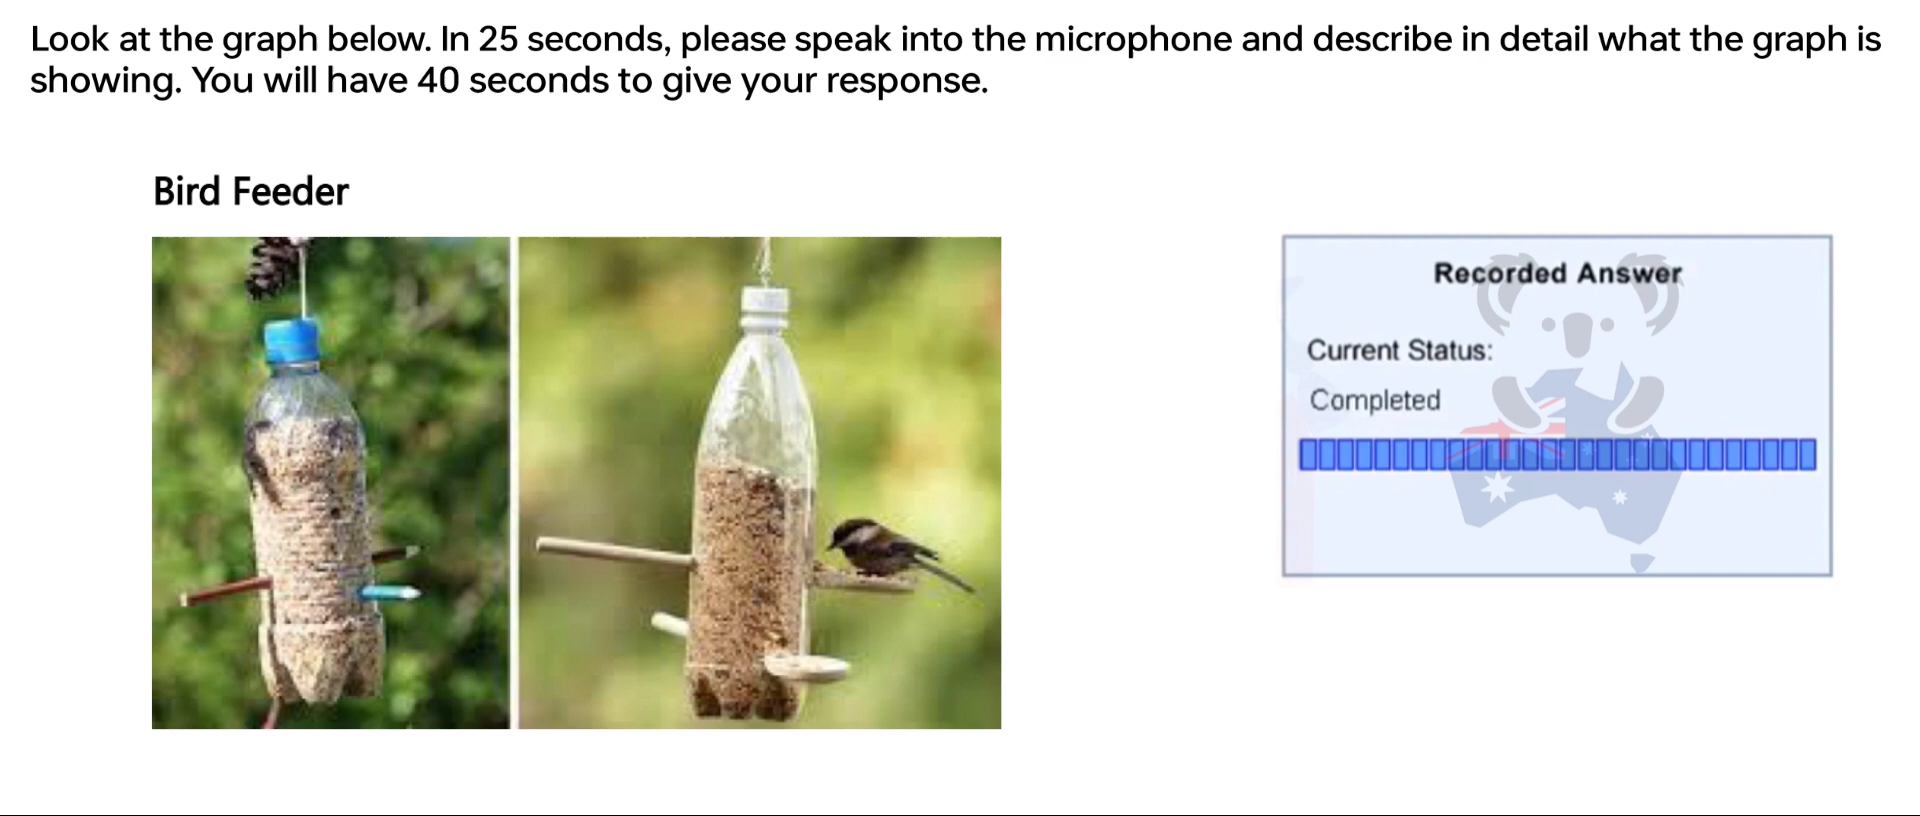 Look at the graph below. In 25 seconds, please speak into the microphone and describe in detail what the graph is
showing. You will have 40 seconds to give your response.
Bird Feeder
Recorded Answer
Current Status:
Completed